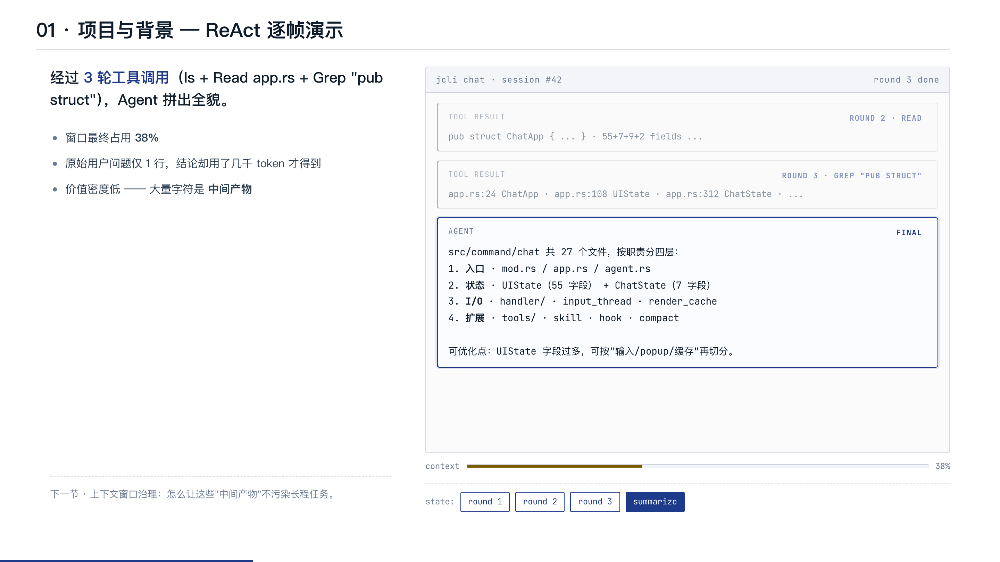 01 · 项目与背景 — ReAct 逐帧演示
经过 3 轮工具调用（ls + Read app.rs + Grep "pub
struct"），Agent 拼出全貌。
窗口最终占用 38%
原始用户问题仅 1 行，结论却用了几千 token 才得到
价值密度低 —— 大量字符是 中间产物
下一节 · 上下文窗口治理：怎么让这些"中间产物"不污染长程任务。
jcli chat · session #42
round 3 done
TOOL RESULT
ROUND 2 · READ
pub struct ChatApp { ... } · 55+7+9+2 fields ...
TOOL RESULT
ROUND 3 · GREP "PUB STRUCT"
app.rs:24 ChatApp · app.rs:108 UIState · app.rs:312 ChatState · ...
AGENT
FINAL
src/command/chat 共 27 个文件，按职责分四层：
1. 入口 · mod.rs / app.rs / agent.rs
2. 状态 · UIState（55 字段） + ChatState（7 字段）
3. I/O · handler/ · input_thread · render_cache
4. 扩展 · tools/ · skill · hook · compact
可优化点：UIState 字段过多，可按"输入/popup/缓存"再切分。
context
38%
state:
round 1
round 2
round 3
summarize